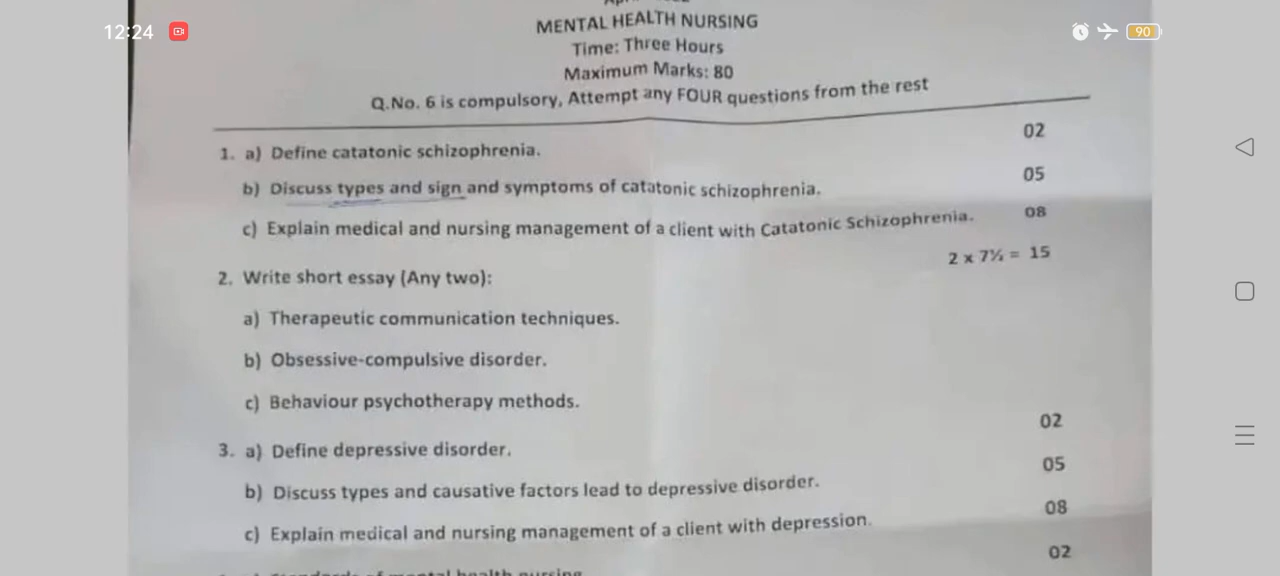 12:24
90
MENTAL HEALTH NURSING
Time: Three Hours
Maximum Marks: 80
Q.No. 6 is compulsory, Attempt any FOUR questions from the rest
1. a) Define catatonic schizophrenia. 02
b) Discuss types and sign and symptoms of catatonic schizophrenia. 05
c) Explain medical and nursing management of a client with Catatonic Schizophrenia. 08
2. Write short essay (Any two): 2 x 7½ = 15
a) Therapeutic communication techniques.
b) Obsessive-compulsive disorder.
c) Behaviour psychotherapy methods.
3. a) Define depressive disorder. 02
b) Discuss types and causative factors lead to depressive disorder. 05
c) Explain medical and nursing management of a client with depression. 08
02
of mental health nursing